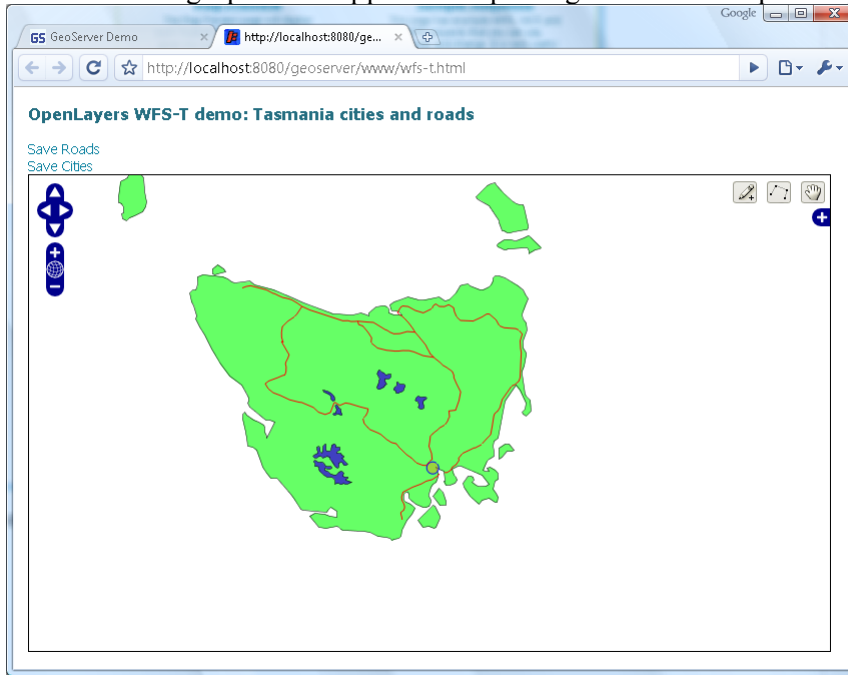 Google
GeoServer Demo
http://localhost:8080/ge...
http://localhost:8080/geoserver/www/wfs-t.html
OpenLayers WFS-T demo: Tasmania cities and roads
Save Roads
Save Cities